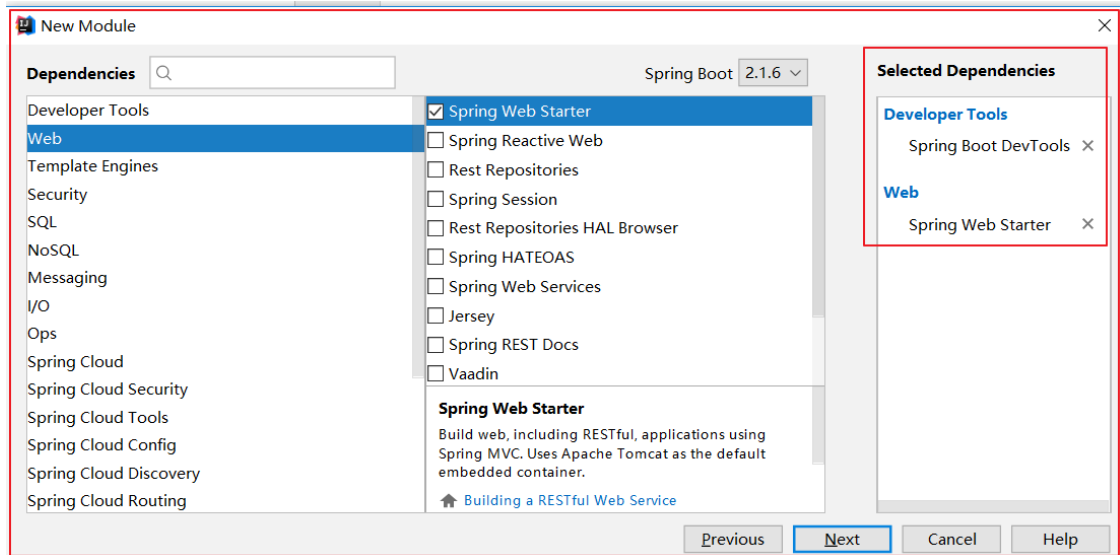 New Module
Dependencies
Spring Boot 2.1.6
Developer Tools
Web
Template Engines
Security
SQL
NoSQL
Messaging
I/O
Ops
Spring Cloud
Spring Cloud Security
Spring Cloud Tools
Spring Cloud Config
Spring Cloud Discovery
Spring Cloud Routing
Spring Web Starter
Spring Reactive Web
Rest Repositories
Spring Session
Rest Repositories HAL Browser
Spring HATEOAS
Spring Web Services
Jersey
Spring REST Docs
Vaadin
Spring Web Starter
Build web, including RESTful, applications using
Spring MVC. Uses Apache Tomcat as the default
embedded container.
Building a RESTful Web Service
Selected Dependencies
Developer Tools
Spring Boot DevTools
Web
Spring Web Starter
Previous
Next
Cancel
Help